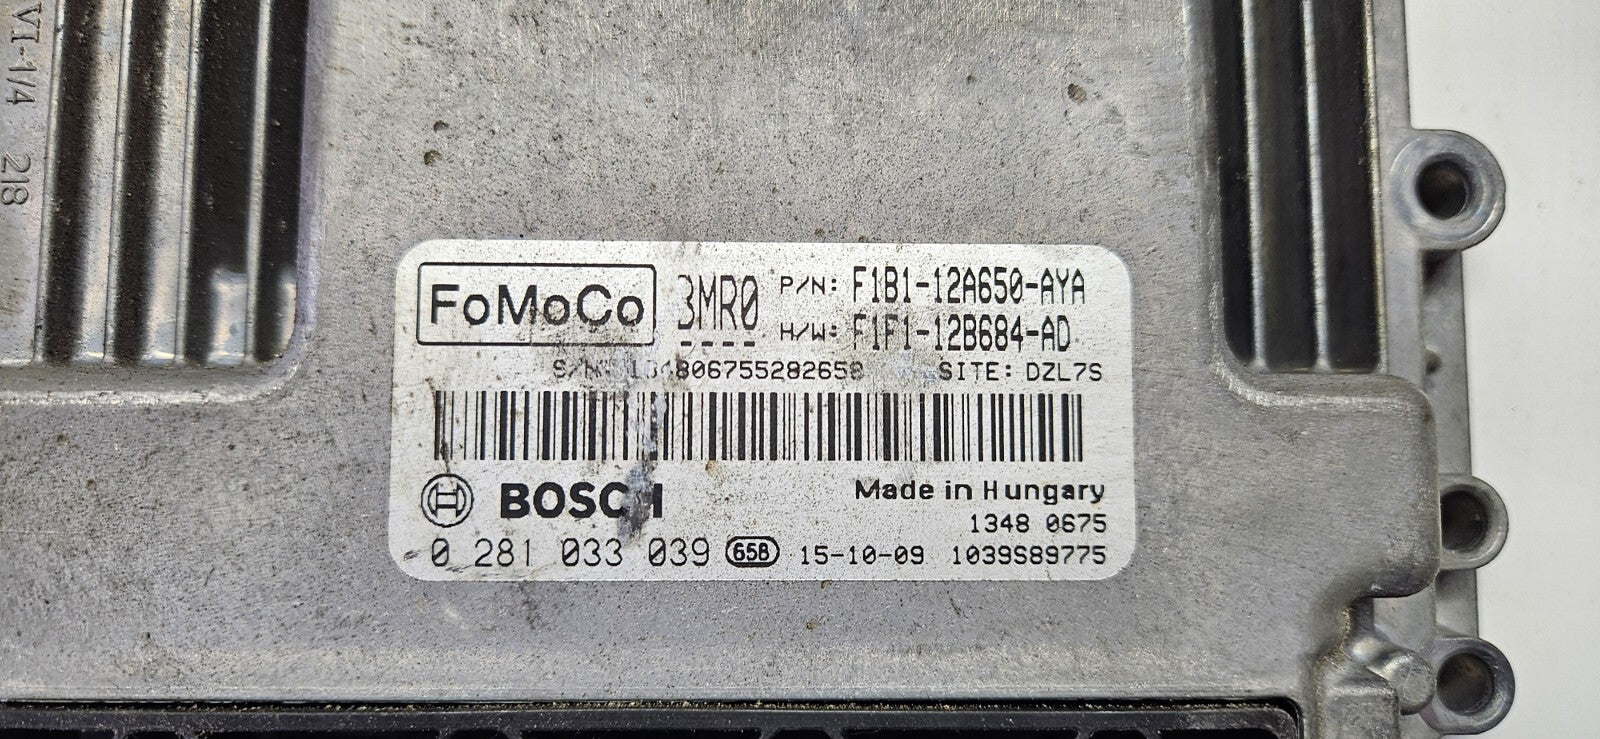 VI-1/4 218
FoMoCo 3MR0 P/N: F1B1-12A650-AYA
H/W: F1F1-12B684-AD
SITE: DZL7S
BOSCH Made in Hungary
1348 0675
0 281 033 039 658 15-10-09 1039S89775